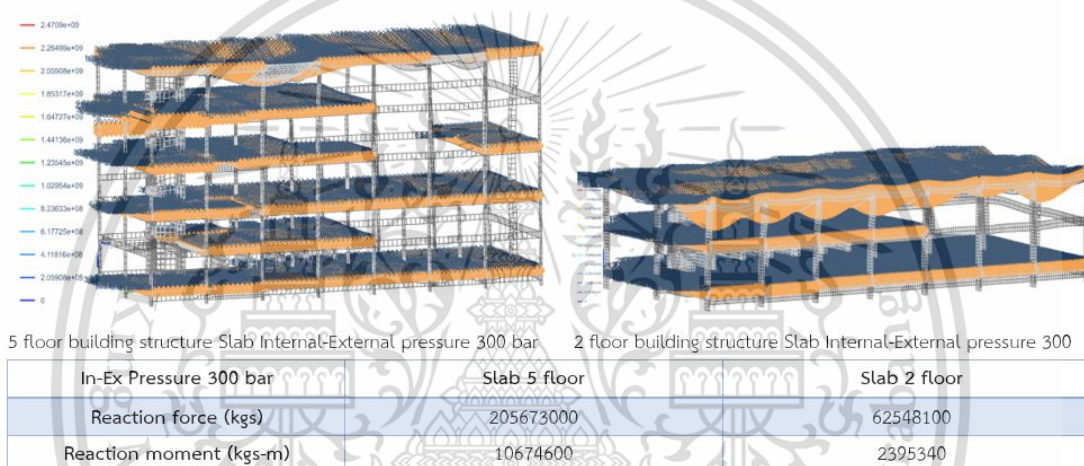 2.4709e+09
2.26499e+09
2.05908e+09
1.85317e+09
1.64727e+09
1.44136e+09
1.23545e+09
1.02954e+09
8.23633e+08
6.17725e+08
4.11816e+08
2.05908e+08
0
5 floor building structure Slab Internal-External pressure 300 bar
2 floor building structure Slab Internal-External pressure 300
In-Ex Pressure 300 bar Slab 5 floor Slab 2 floor
Reaction force (kgs) 205673000 62548100
Reaction moment (kgs-m) 10674600 2395340